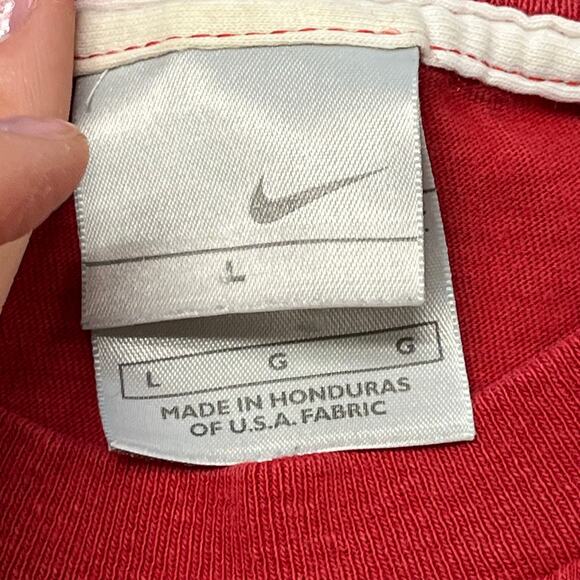 L
L G G
MADE IN HONDURAS
OF U.S.A. FABRIC